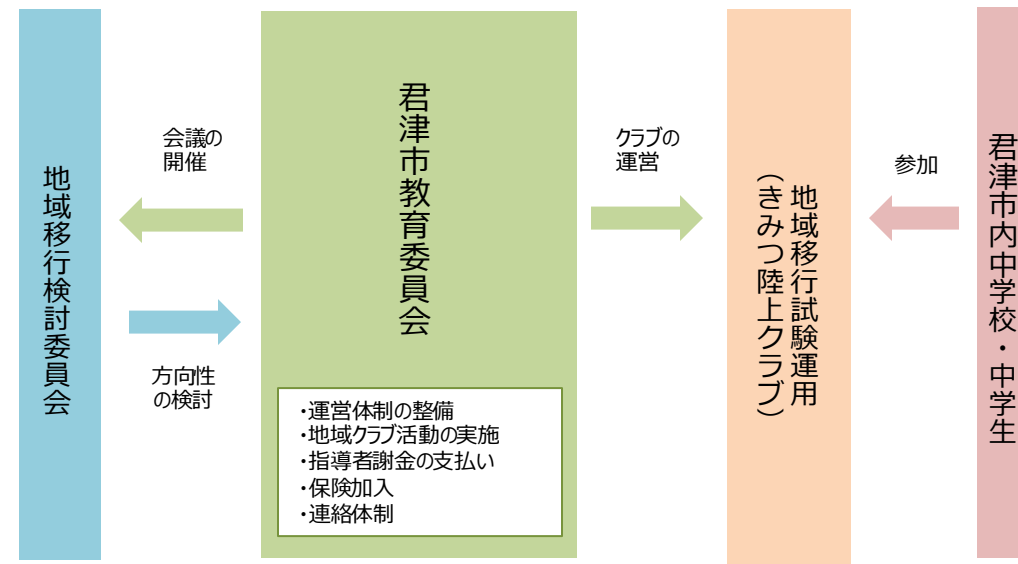 地域移行検討委員会
会議の
開催
方向性
の検討
君津市教育委員会
・運営体制の整備
・地域クラブ活動の実施
・指導者謝金の支払い
・保険加入
・連絡体制
クラブの
運営
地域移行試験運用
（きみつ陸上クラブ）
参加
君津市内中学校・中学生